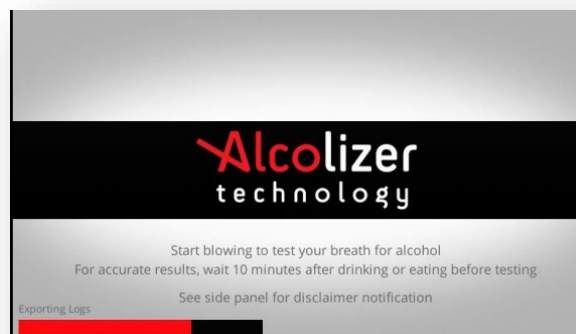 Alcolizer
technology
Start blowing to test your breath for alcohol
For accurate results, wait 10 minutes after drinking or eating before testing
See side panel for disclaimer notification
Exporting Logs